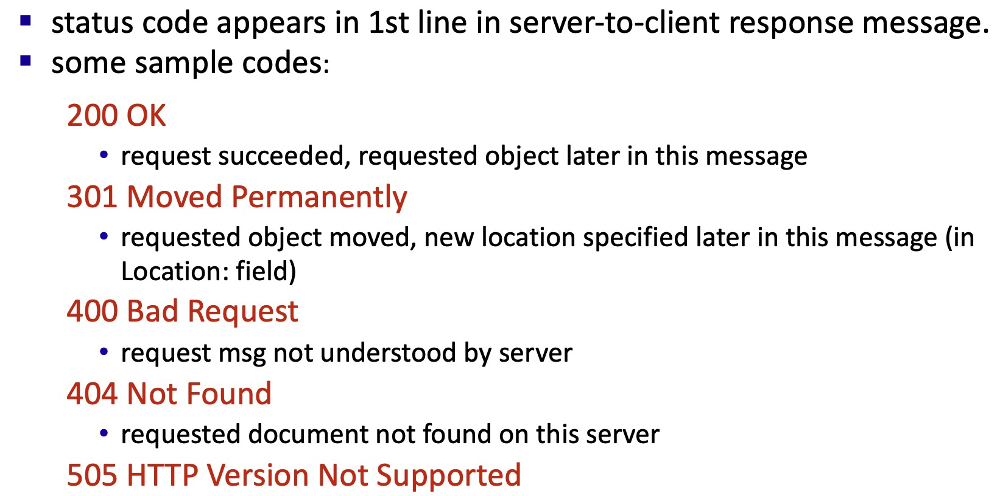 ▪ status code appears in 1st line in server-to-client response message.
▪ some sample codes:
200 OK
• request succeeded, requested object later in this message
301 Moved Permanently
• requested object moved, new location specified later in this message (in
Location: field)
400 Bad Request
• request msg not understood by server
404 Not Found
• requested document not found on this server
505 HTTP Version Not Supported